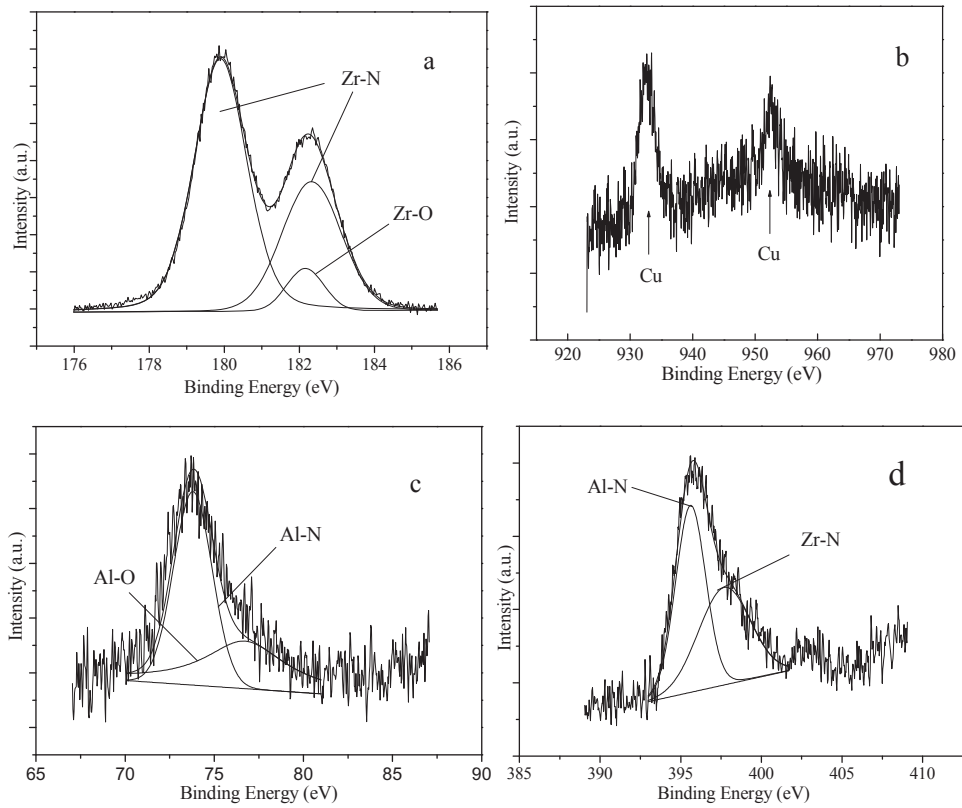 a
Zr-N
Zr-O
Intensity (a.u.)
176 178 180 182 184 186
Binding Energy (eV)
b
Cu
Cu
Intensity (a.u.)
920 930 940 950 960 970 980
Binding Energy (eV)
c
Al-N
Al-O
Intensity (a.u.)
65 70 75 80 85 90
Binding Energy (eV)
d
Al-N
Zr-N
Intensity (a.u.)
385 390 395 400 405 410
Binding Energy (eV)